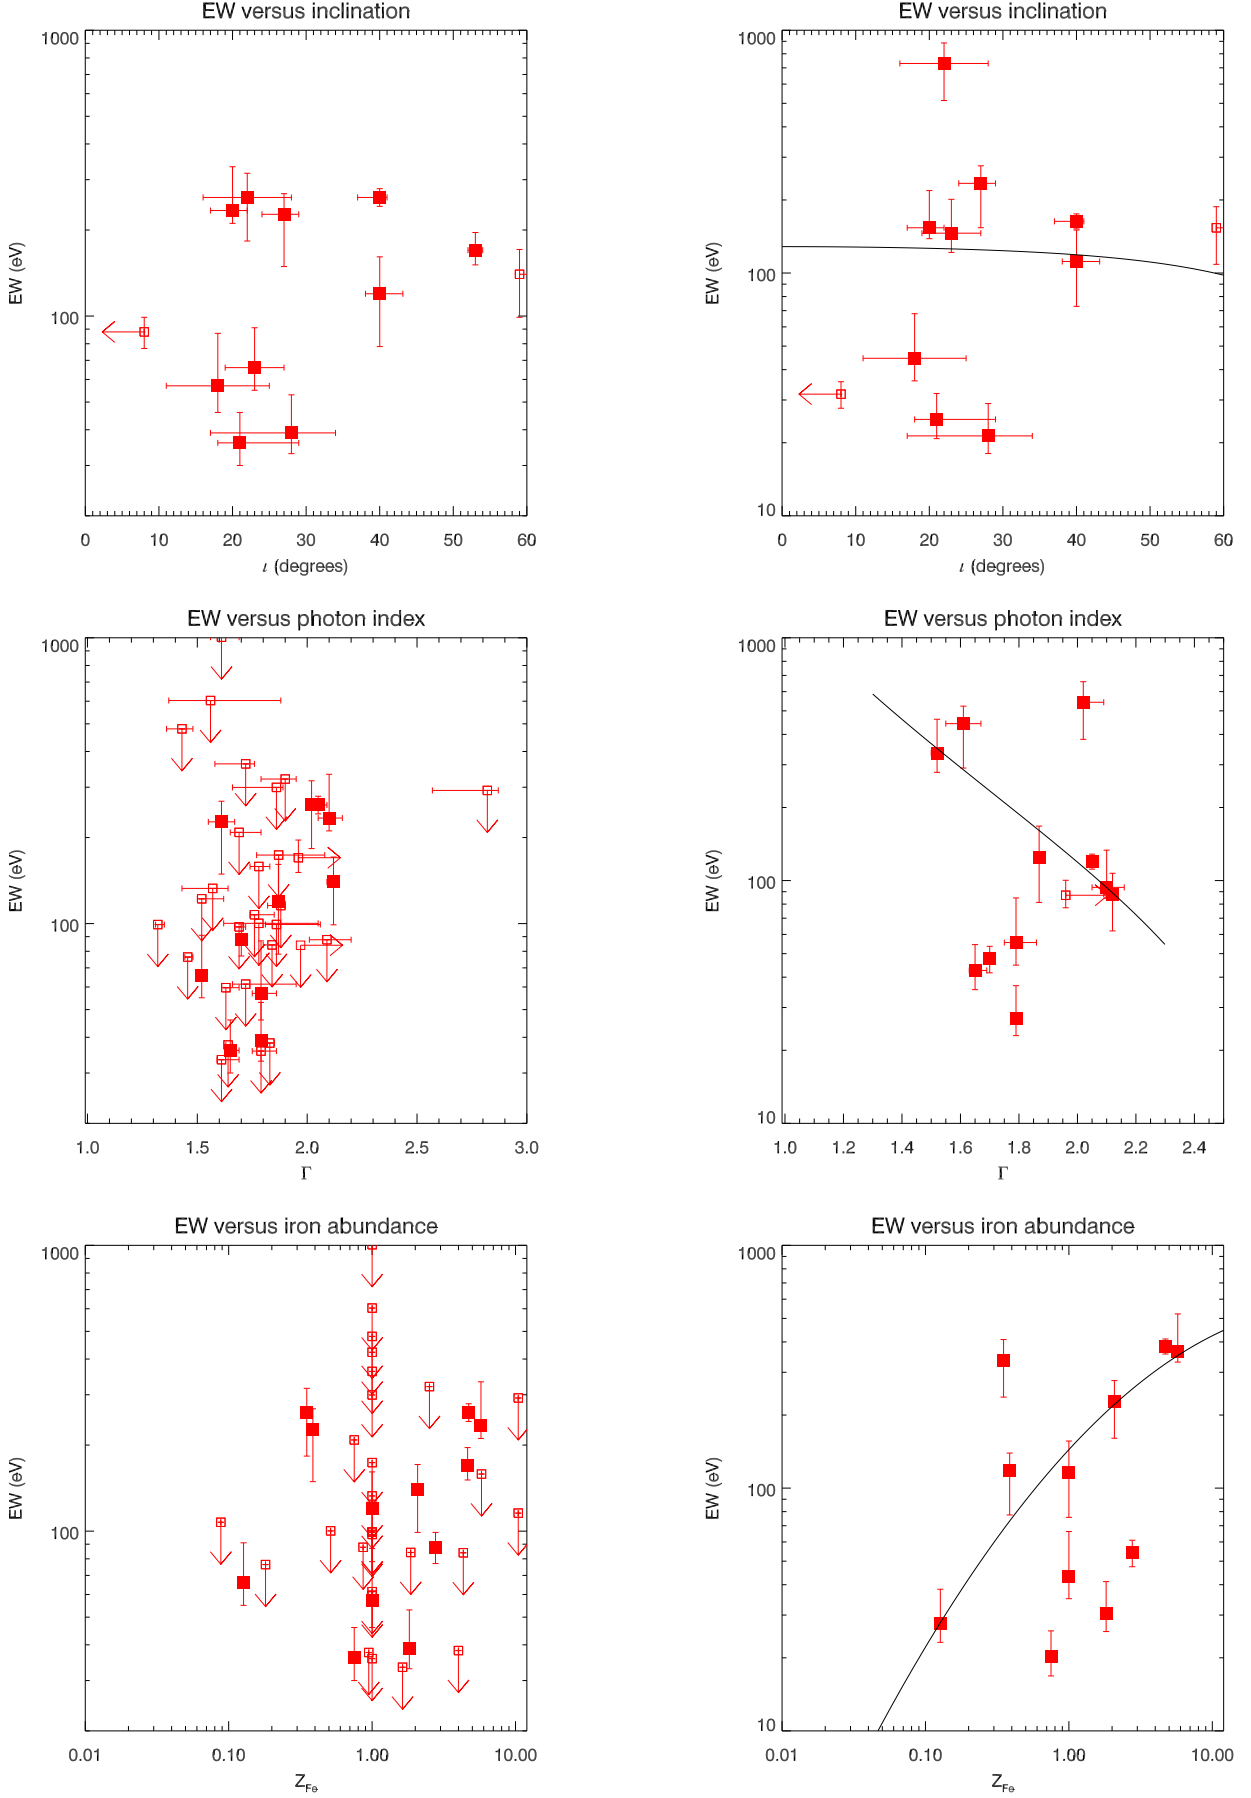 EW versus inclination
1000
100
EW (eV)
0 10 20 30 40 50 60
ι (degrees)
EW versus inclination
1000
100
10
EW (eV)
0 10 20 30 40 50 60
ι (degrees)
EW versus photon index
1000
100
EW (eV)
1.0 1.5 2.0 2.5 3.0
Γ
EW versus photon index
1000
100
10
EW (eV)
1.0 1.2 1.4 1.6 1.8 2.0 2.2 2.4
Γ
EW versus iron abundance
1000
100
EW (eV)
0.01 0.10 1.00 10.00
Z_Fe
EW versus iron abundance
1000
100
10
EW (eV)
0.01 0.10 1.00 10.00
Z_Fe